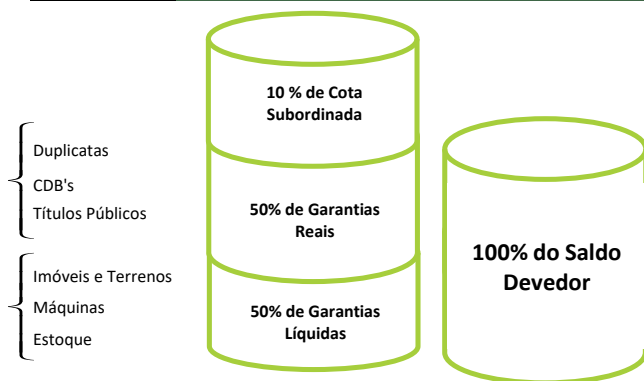 10 % de Cota
Subordinada
Duplicatas
CDB's
Títulos Públicos
50% de Garantias
Reais
Imóveis e Terrenos
Máquinas
Estoque
50% de Garantias
Líquidas
100% do Saldo
Devedor